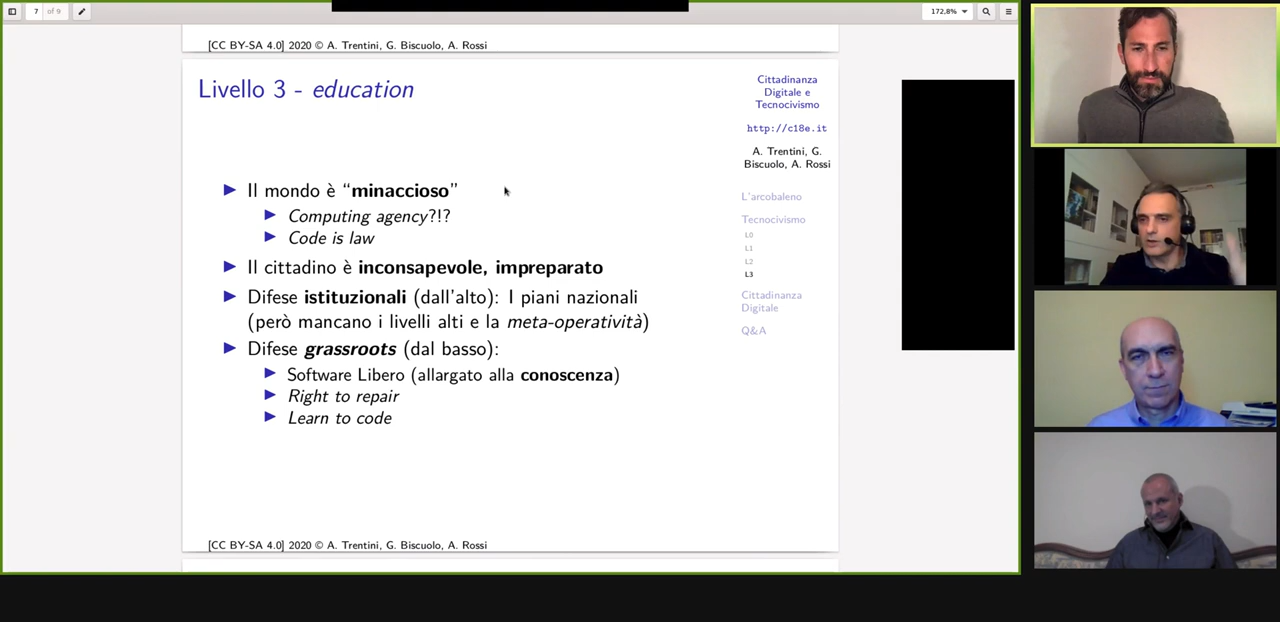 7 of 9
172,8%
[CC BY-SA 4.0] 2020 © A. Trentini, G. Biscuolo, A. Rossi
Livello 3 - education
Il mondo è “minaccioso”
Computing agency?!?
Code is law
Il cittadino è inconsapevole, impreparato
Difese istituzionali (dall'alto): I piani nazionali
(però mancano i livelli alti e la meta-operatività)
Difese grassroots (dal basso):
Software Libero (allargato alla conoscenza)
Right to repair
Learn to code
[CC BY-SA 4.0] 2020 © A. Trentini, G. Biscuolo, A. Rossi
Cittadinanza
Digitale e
Tecnocivismo
http://c18e.it
A. Trentini, G.
Biscuolo, A. Rossi
L'arcobaleno
Tecnocivismo
L0
L1
L2
L3
Cittadinanza
Digitale
Q&A